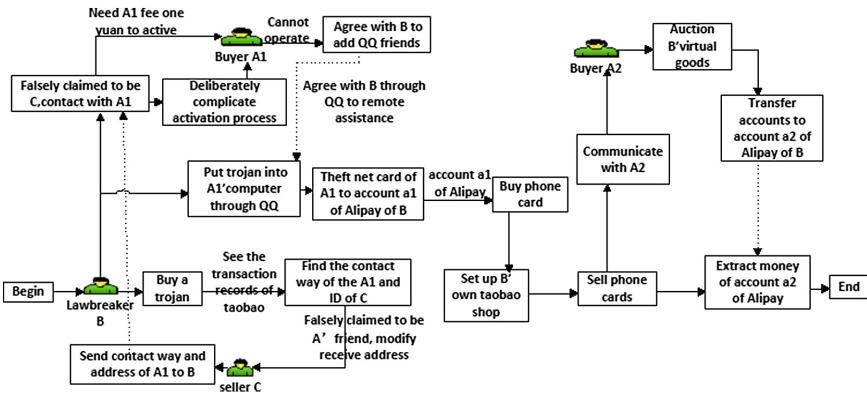 Need A1 fee one
yuan to active
Cannot
operate
Buyer A1
Agree with B to
add QQ friends
Falsely claimed to be
C,contact with A1
Deliberately
complicate
activation process
Agree with B through
QQ to remote
assistance
Buyer A2
Auction
B'virtual
goods
Transfer
accounts to
account a2 of
Alipay of B
Communicate
with A2
Put trojan into
A1'computer
through QQ
Theft net card of
A1 to account a1
of Alipay of B
account a1
of Alipay
Buy phone
card
Begin
Lawbreaker
B
Buy a
trojan
See the
transaction
records of
taobao
Find the contact
way of the A1 and
ID of C
Set up B'
own taobao
shop
Sell phone
cards
Extract money
of account a2
of Alipay
End
Falsely claimed to be
A' friend, modify
receive address
Send contact way and
address of A1 to B
seller C